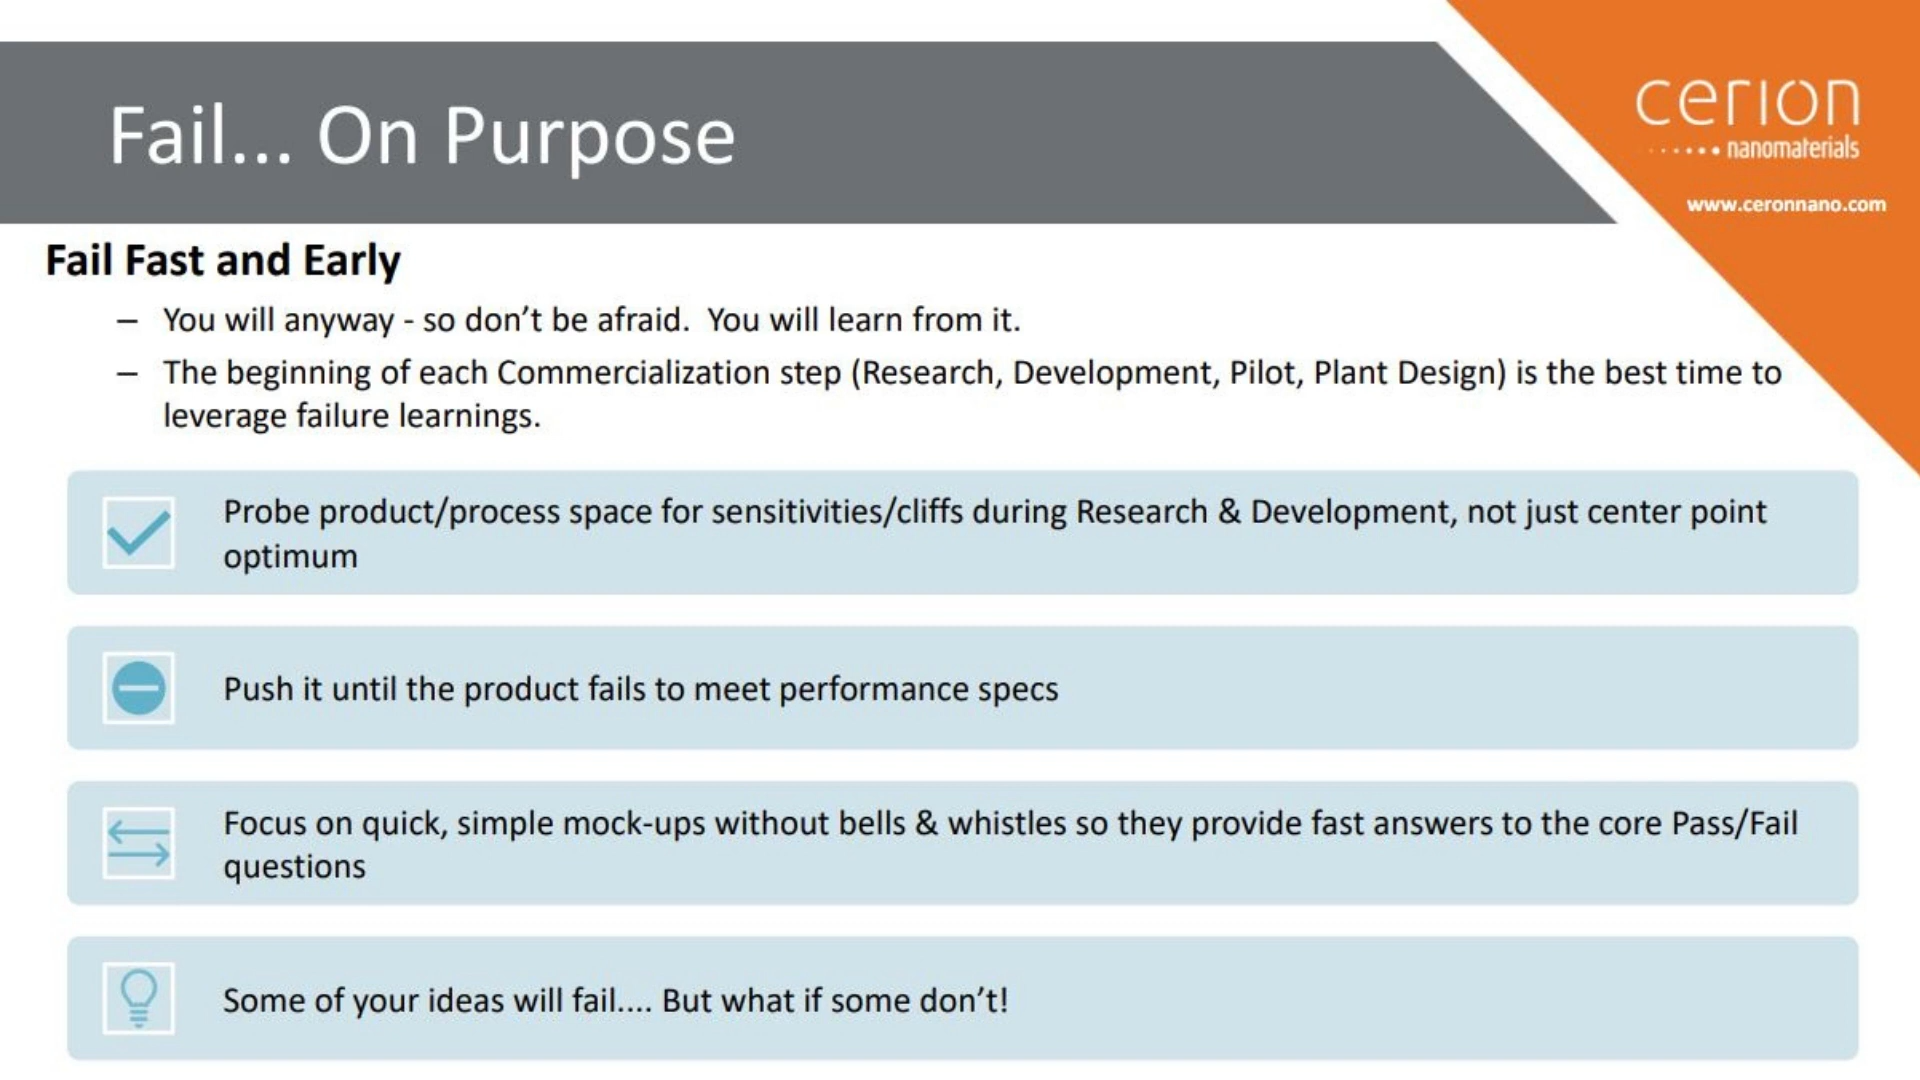 Fail... On Purpose
cerion
nanomaterials
www.ceronnano.com
Fail Fast and Early
– You will anyway - so don't be afraid.  You will learn from it.
– The beginning of each Commercialization step (Research, Development, Pilot, Plant Design) is the best time to
leverage failure learnings.
Probe product/process space for sensitivities/cliffs during Research & Development, not just center point
optimum
Push it until the product fails to meet performance specs
Focus on quick, simple mock-ups without bells & whistles so they provide fast answers to the core Pass/Fail
questions
Some of your ideas will fail.... But what if some don't!